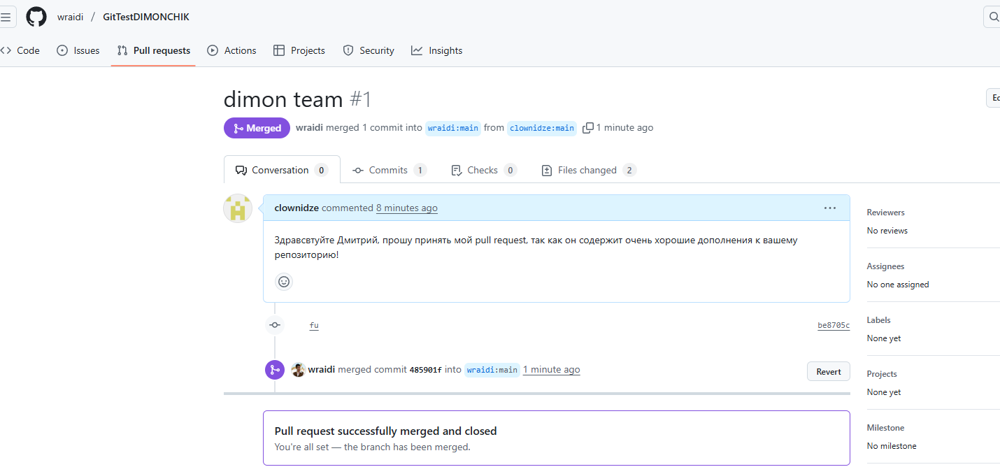 wraidi / GitTestDIMONCHIK
Code Issues Pull requests Actions Projects Security Insights
dimon team #1
Merged wraidi merged 1 commit into wraidi:main from clownidze:main 1 minute ago
Conversation 0 Commits 1 Checks 0 Files changed 2
clownidze commented 8 minutes ago
Здравсвтуйте Дмитрий, прошу принять мой pull request, так как он содержит очень хорошие дополнения к вашему
репозиторию!
fu be8705c
wraidi merged commit 485901f into wraidi:main 1 minute ago
Revert
Pull request successfully merged and closed
You're all set — the branch has been merged.
Reviewers
No reviews
Assignees
No one assigned
Labels
None yet
Projects
None yet
Milestone
No milestone